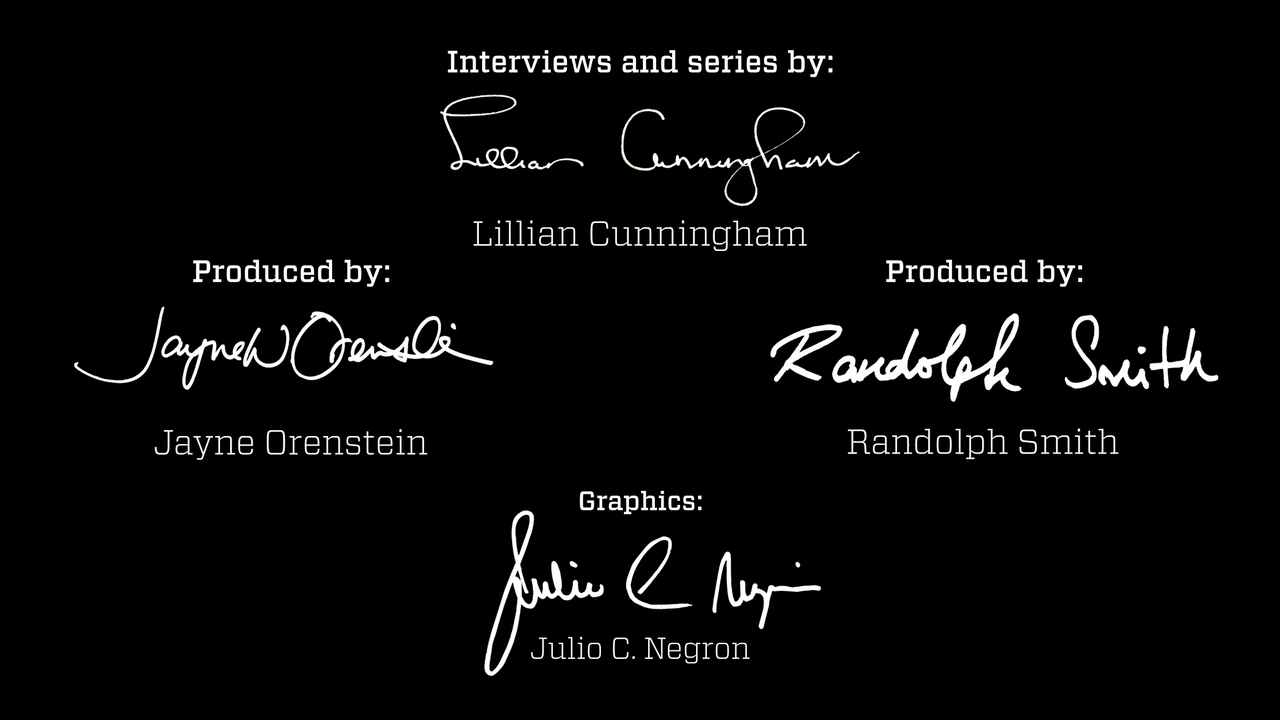 Interviews and series by:
Lillian Cunningham
Lillian Cunningham
Produced by:
Jayne W Orenstein
Jayne Orenstein
Produced by:
Randolph Smith
Randolph Smith
Graphics:
Julio C Negron
Julio C. Negron